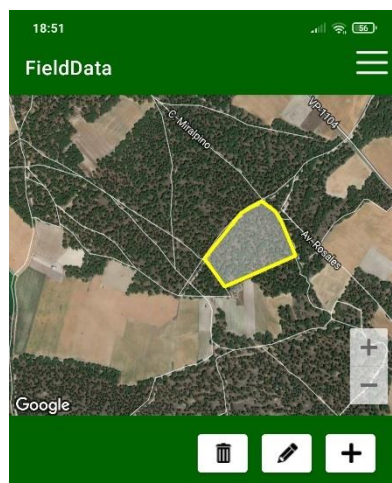 18:51
56
FieldData
VP-1104
C-Miralpino
Av-Rosales
+
−
Google
+